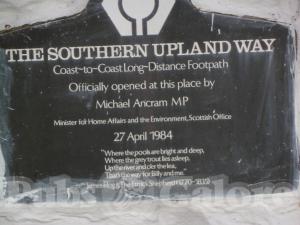 THE SOUTHERN UPLAND WAY
Coast-to-Coast Long-Distance Footpath
Officially opened at this place by
Michael Ancram MP
Minister for Home Affairs and the Environment, Scottish Office
27 April 1984
"Where the pools are bright and deep,
Where the grey trout lies asleep,
Up the river and o'er the lea,
That's the way for Billy and me."
James Hogg The Ettrick Shepherd (1770-1835)